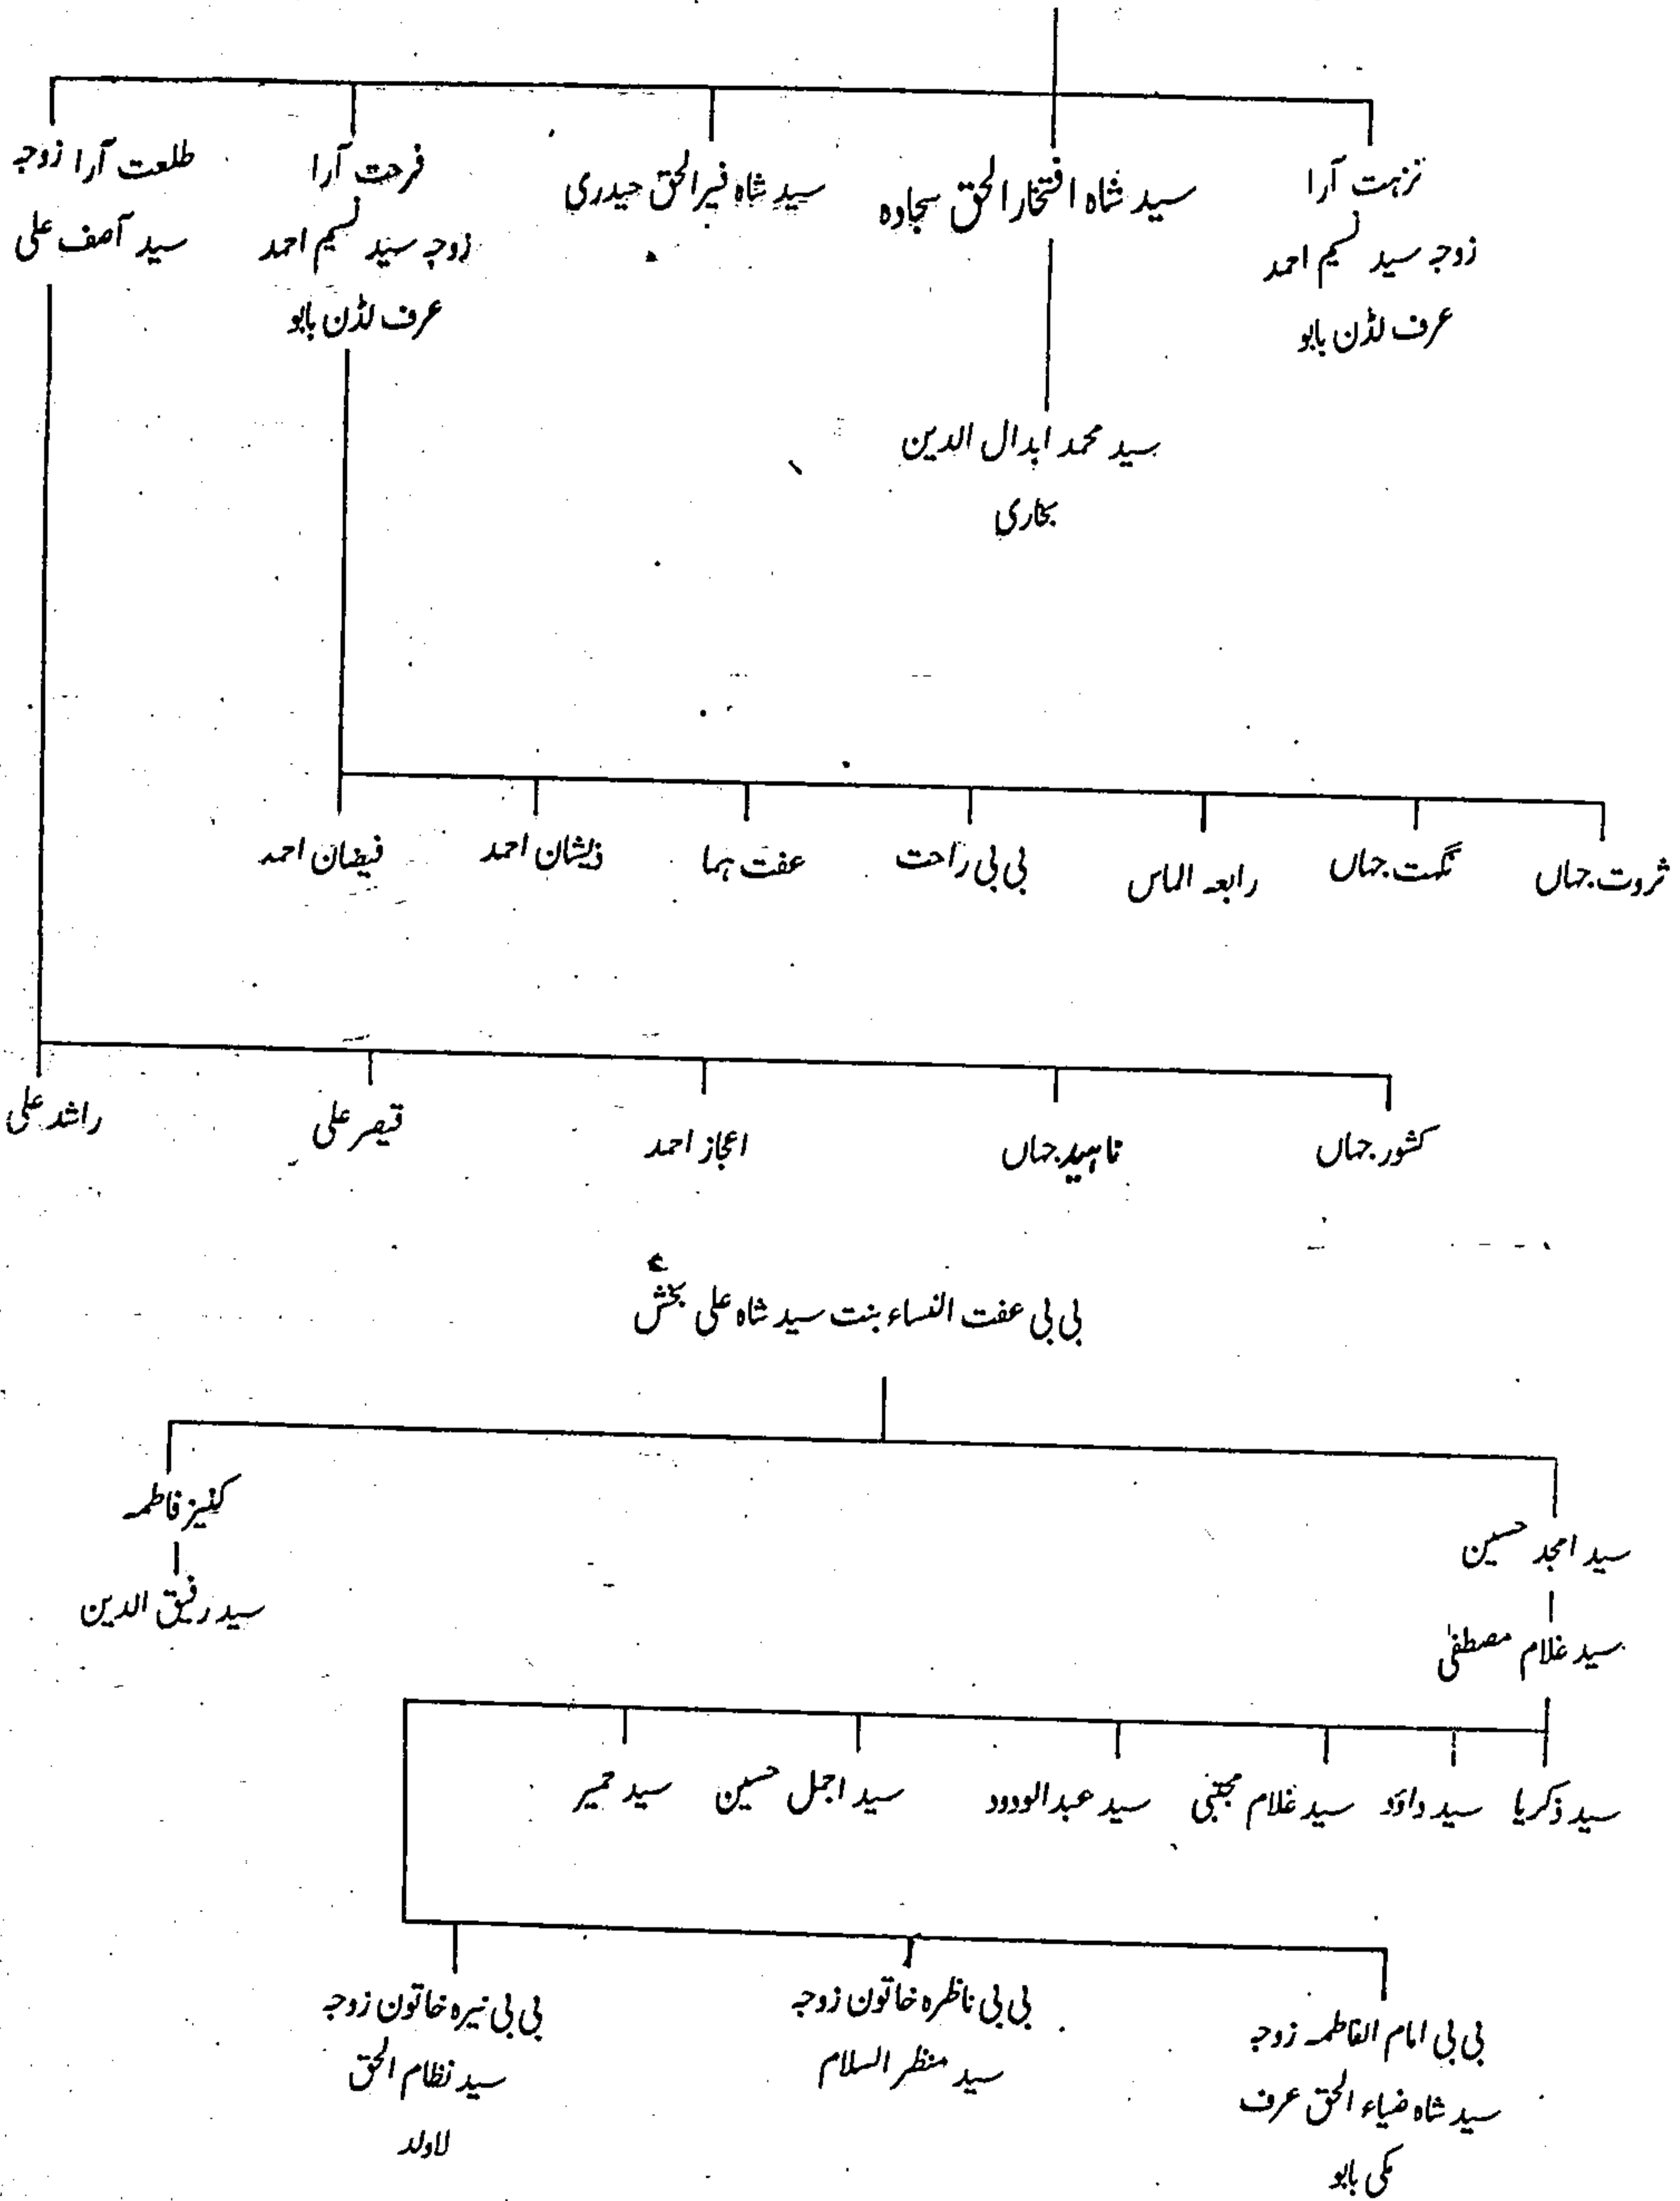 نزہت آرا
زوجہ سید نسیم احمد
عرف لڈن بابو
سید شاہ افتخار الحق سجادہ
سید شاہ نیر الحق حیدری
فرحت آرا
زوجہ سید نسیم احمد
عرف لڈن بابو
طلعت آرا زوجہ
سید آصف علی
سید محمد ابدال الدین
بخاری
ثروت جہاں
نگہت جہاں
رابعہ الماس
بی بی راحت
عفت ہما
ذیشان احمد
فیضان احمد
کشور جہاں
ناہید جہاں
اعجاز احمد
قیصر علی
راشد علی
بی بی عفت النساء بنت سید شاہ علی بخش
سید امجد حسین
کنیز فاطمہ
سید غلام مصطفیٰ
سید رفیق الدین
سید ذکریا
سید داؤد
سید غلام مجتبیٰ
سید عبد الودود
سید اجمل حسین
سید حمیر
بی بی امام الفاطمہ زوجہ
سید شاہ ضیاء الحق عرف
مکی بابو
بی بی ناظرہ خاتون زوجہ
سید منظر السلام
بی بی نیرہ خاتون زوجہ
سید نظام الحق
لاولد